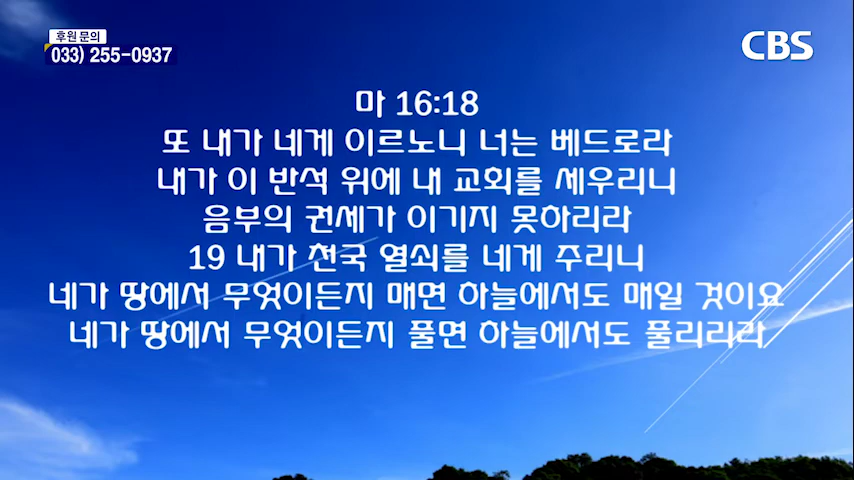 후원 문의
033) 255-0937
CBS
마 16:18
또 내가 네게 이르노니 너는 베드로라
내가 이 반석 위에 내 교회를 세우리니
음부의 권세가 이기지 못하리라
19 내가 천국 열쇠를 네게 주리니
네가 땅에서 무엇이든지 매면 하늘에서도 매일 것이요
네가 땅에서 무엇이든지 풀면 하늘에서도 풀리리라